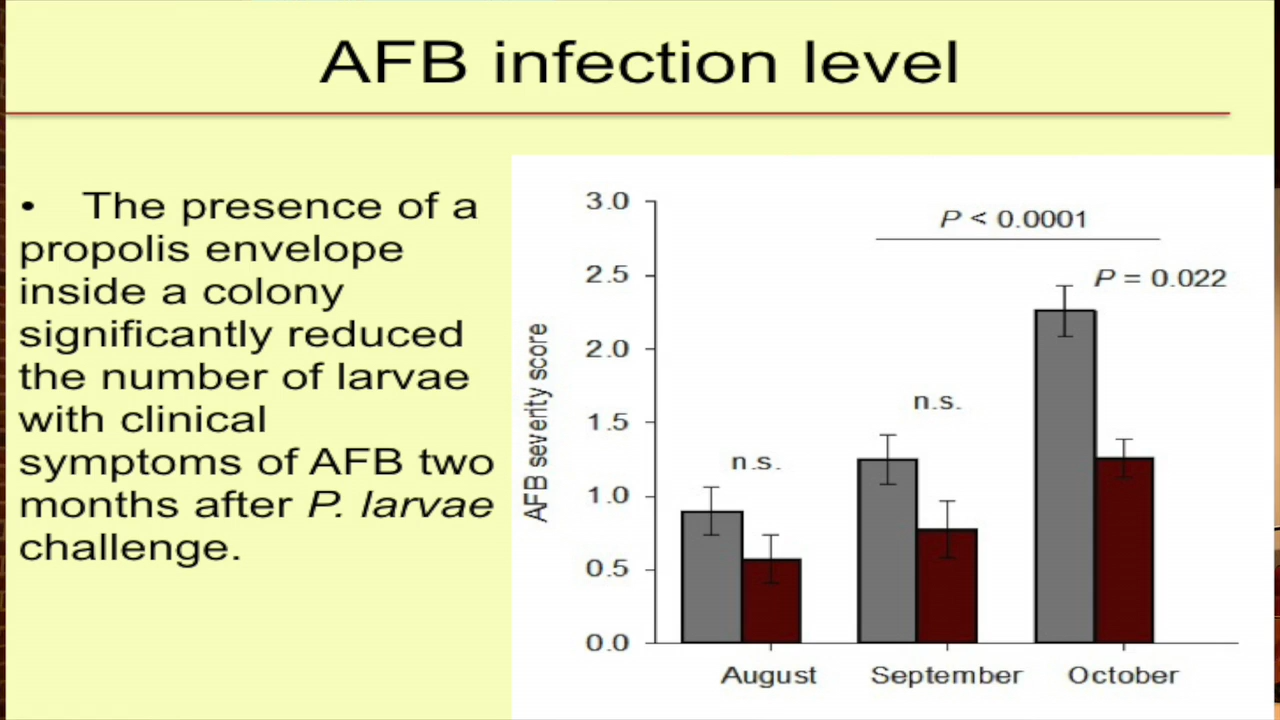 AFB infection level
• The presence of a
propolis envelope
inside a colony
significantly reduced
the number of larvae
with clinical
symptoms of AFB two
months after P. larvae
challenge.
AFB severity score
3.0
2.5
2.0
1.5
1.0
0.5
0.0
P < 0.0001
P = 0.022
n.s.
n.s.
August
September
October